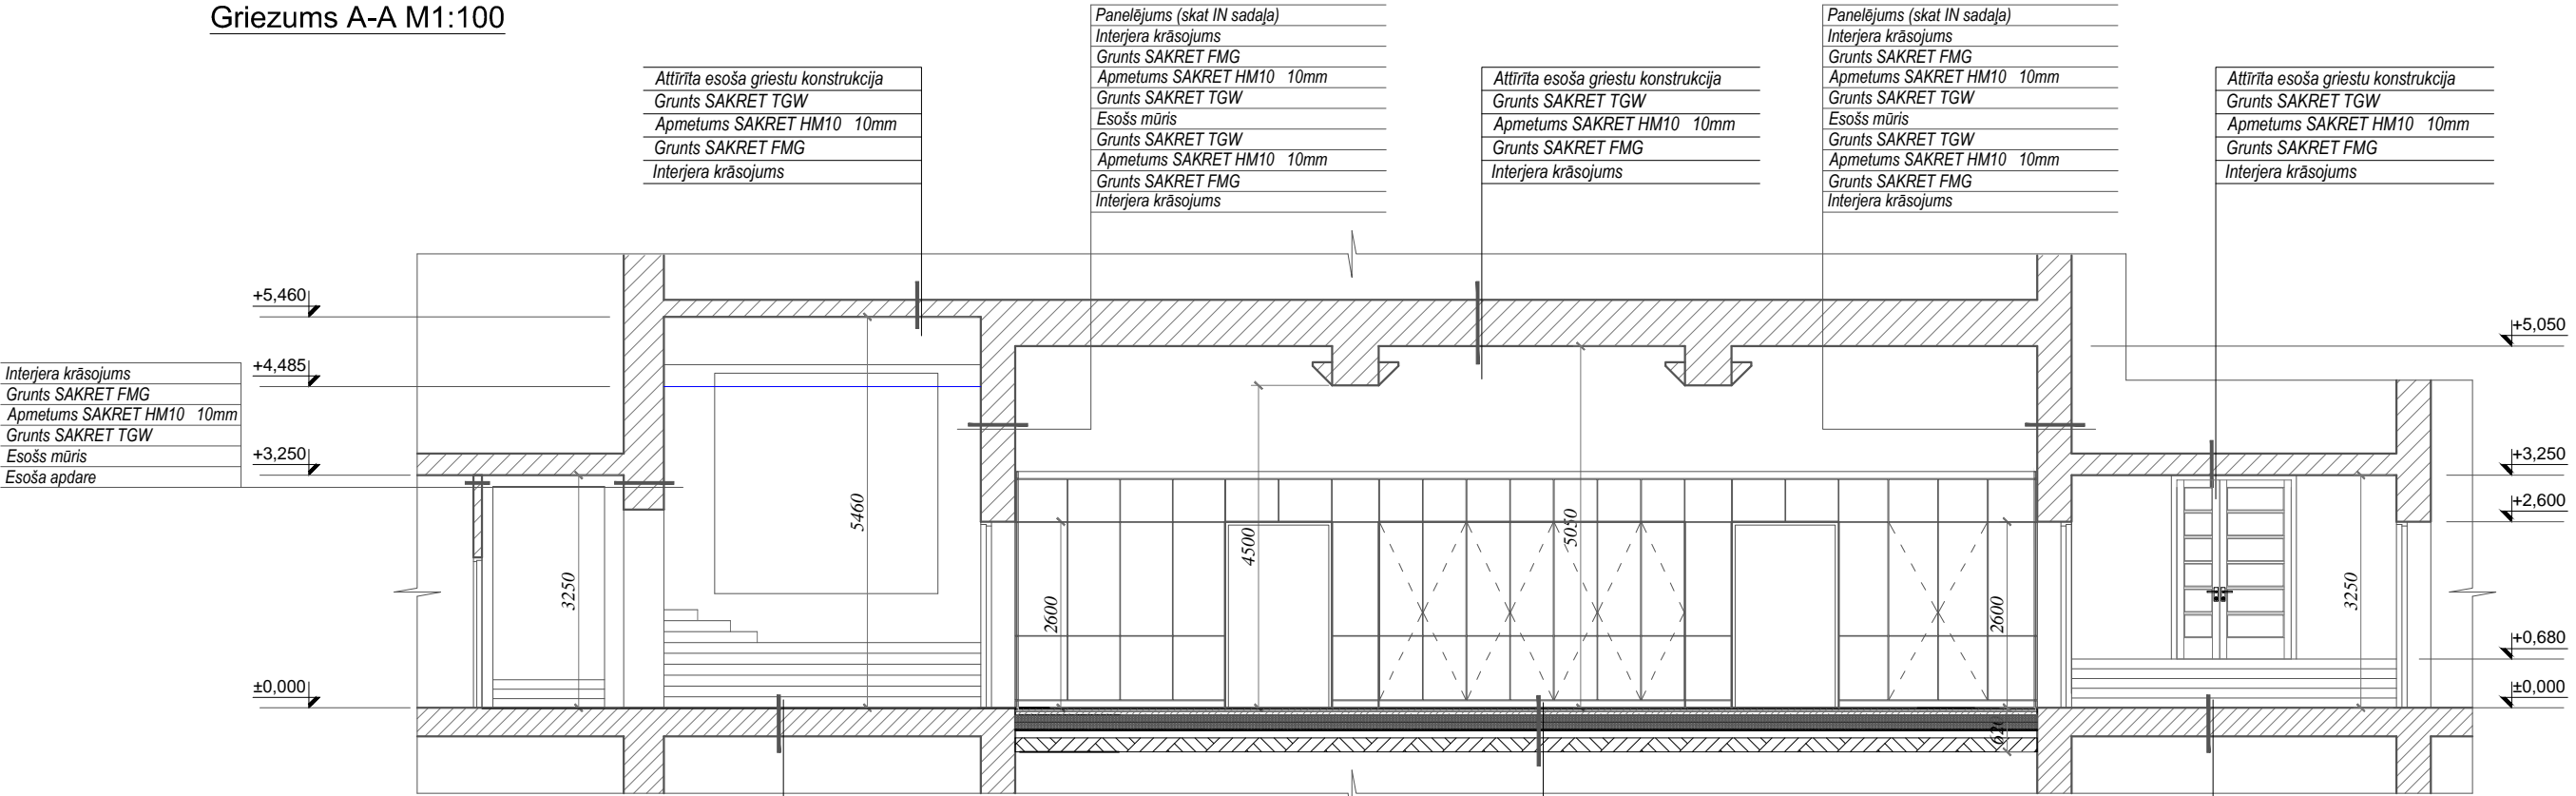 Griezums A-A M1:100
Attīrīta esoša griestu konstrukcija
Grunts SAKRET TGW
Apmetums SAKRET HM10 10mm
Grunts SAKRET FMG
Interjera krāsojums
Panelējums (skat IN sadaļa)
Interjera krāsojums
Grunts SAKRET FMG
Apmetums SAKRET HM10 10mm
Grunts SAKRET TGW
Esošs mūris
Grunts SAKRET TGW
Apmetums SAKRET HM10 10mm
Grunts SAKRET FMG
Interjera krāsojums
Attīrīta esoša griestu konstrukcija
Grunts SAKRET TGW
Apmetums SAKRET HM10 10mm
Grunts SAKRET FMG
Interjera krāsojums
Panelējums (skat IN sadaļa)
Interjera krāsojums
Grunts SAKRET FMG
Apmetums SAKRET HM10 10mm
Grunts SAKRET TGW
Esošs mūris
Grunts SAKRET TGW
Apmetums SAKRET HM10 10mm
Grunts SAKRET FMG
Interjera krāsojums
Attīrīta esoša griestu konstrukcija
Grunts SAKRET TGW
Apmetums SAKRET HM10 10mm
Grunts SAKRET FMG
Interjera krāsojums
Interjera krāsojums
Grunts SAKRET FMG
Apmetums SAKRET HM10 10mm
Grunts SAKRET TGW
Esošs mūris
Esoša apdare
+5,460
+4,485
+3,250
±0,000
3250
5460
2600
4500
5050
2600
3250
+5,050
+3,250
+2,600
+0,680
±0,000